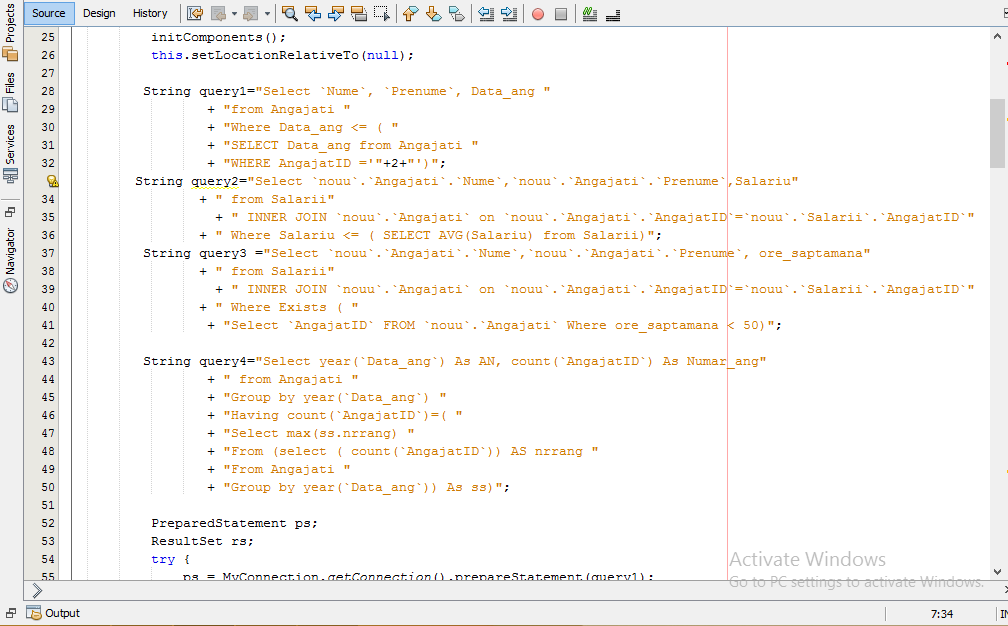 Source Design History
Projects
Files
Services
Navigator
25 initComponents();
26 this.setLocationRelativeTo(null);
27
28 String query1="Select `Nume`, `Prenume`, Data_ang "
29 + "from Angajati "
30 + "Where Data_ang <= ( "
31 + "SELECT Data_ang from Angajati "
32 + "WHERE AngajatID ='"+2+"')";
String query2="Select `nouu`.`Angajati`.`Nume`,`nouu`.`Angajati`.`Prenume`,Salariu"
34 + " from Salarii"
35 + " INNER JOIN `nouu`.`Angajati` on `nouu`.`Angajati`.`AngajatID`=`nouu`.`Salarii`.`AngajatID`"
36 + " Where Salariu <= ( SELECT AVG(Salariu) from Salarii)";
37 String query3 ="Select `nouu`.`Angajati`.`Nume`,`nouu`.`Angajati`.`Prenume`, ore_saptamana"
38 + " from Salarii"
39 + " INNER JOIN `nouu`.`Angajati` on `nouu`.`Angajati`.`AngajatID`=`nouu`.`Salarii`.`AngajatID`"
40 + " Where Exists ( "
41 + "Select `AngajatID` FROM `nouu`.`Angajati` Where ore_saptamana < 50)";
42
43 String query4="Select year(`Data_ang`) As AN, count(`AngajatID`) As Numar_ang"
44 + " from Angajati "
45 + "Group by year(`Data_ang`) "
46 + "Having count(`AngajatID`)=( "
47 + "Select max(ss.nrrang) "
48 + "From (select ( count(`AngajatID`)) AS nrrang "
49 + "From Angajati "
50 + "Group by year(`Data_ang`)) As ss)";
51
52 PreparedStatement ps;
53 ResultSet rs;
54 try {
55 ps = MyConnection.getConnection().prepareStatement(query1);
Activate Windows
Go to PC settings to activate Windows.
Output
7:34
IN